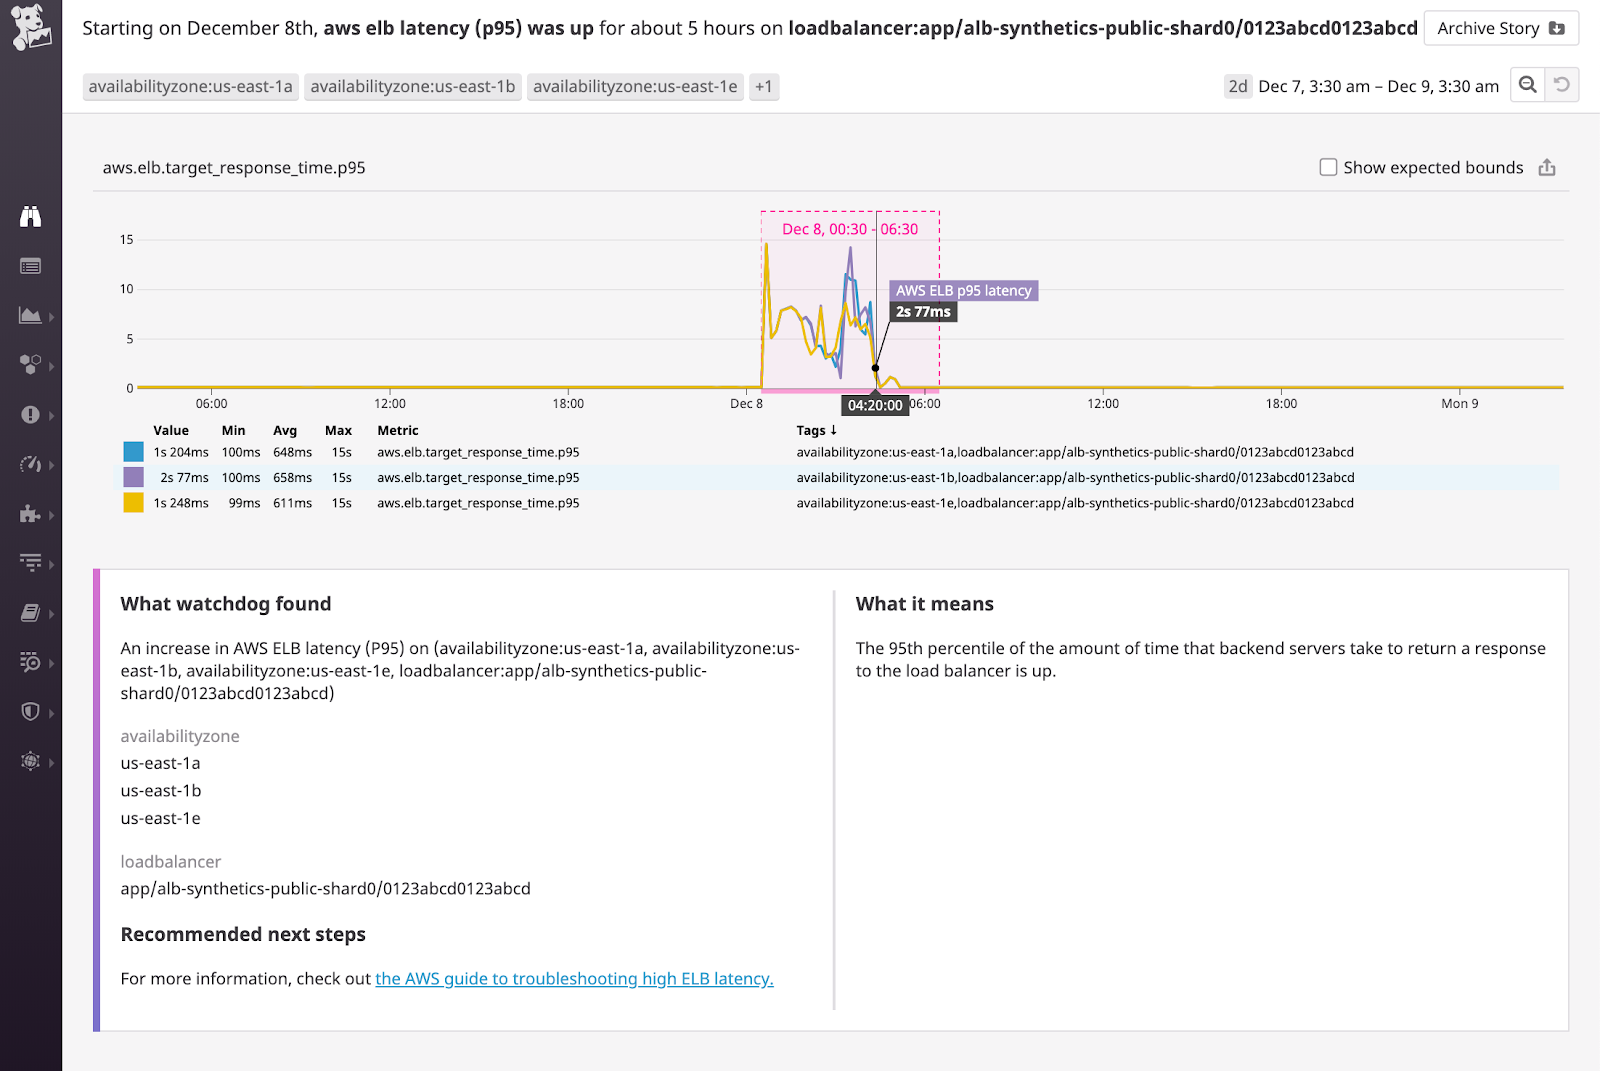 Starting on December 8th, aws elb latency (p95) was up for about 5 hours on loadbalancer:app/alb-synthetics-public-shard0/0123abcd0123abcd
Archive Story
availabilityzone:us-east-1a availabilityzone:us-east-1b availabilityzone:us-east-1e +1
2d Dec 7, 3:30 am – Dec 9, 3:30 am
aws.elb.target_response_time.p95
Show expected bounds
Dec 8, 00:30 - 06:30
15
10
5
0
AWS ELB p95 latency
2s 77ms
06:00 12:00 18:00 Dec 8 04:20:00 06:00 12:00 18:00 Mon 9
Value Min Avg Max Metric Tags ↓
1s 204ms 100ms 648ms 15s aws.elb.target_response_time.p95 availabilityzone:us-east-1a,loadbalancer:app/alb-synthetics-public-shard0/0123abcd0123abcd
2s 77ms 100ms 658ms 15s aws.elb.target_response_time.p95 availabilityzone:us-east-1b,loadbalancer:app/alb-synthetics-public-shard0/0123abcd0123abcd
1s 248ms 99ms 611ms 15s aws.elb.target_response_time.p95 availabilityzone:us-east-1e,loadbalancer:app/alb-synthetics-public-shard0/0123abcd0123abcd
What watchdog found
An increase in AWS ELB latency (P95) on (availabilityzone:us-east-1a, availabilityzone:us-
east-1b, availabilityzone:us-east-1e, loadbalancer:app/alb-synthetics-public-
shard0/0123abcd0123abcd)
availabilityzone
us-east-1a
us-east-1b
us-east-1e
loadbalancer
app/alb-synthetics-public-shard0/0123abcd0123abcd
Recommended next steps
For more information, check out the AWS guide to troubleshooting high ELB latency.
What it means
The 95th percentile of the amount of time that backend servers take to return a response
to the load balancer is up.